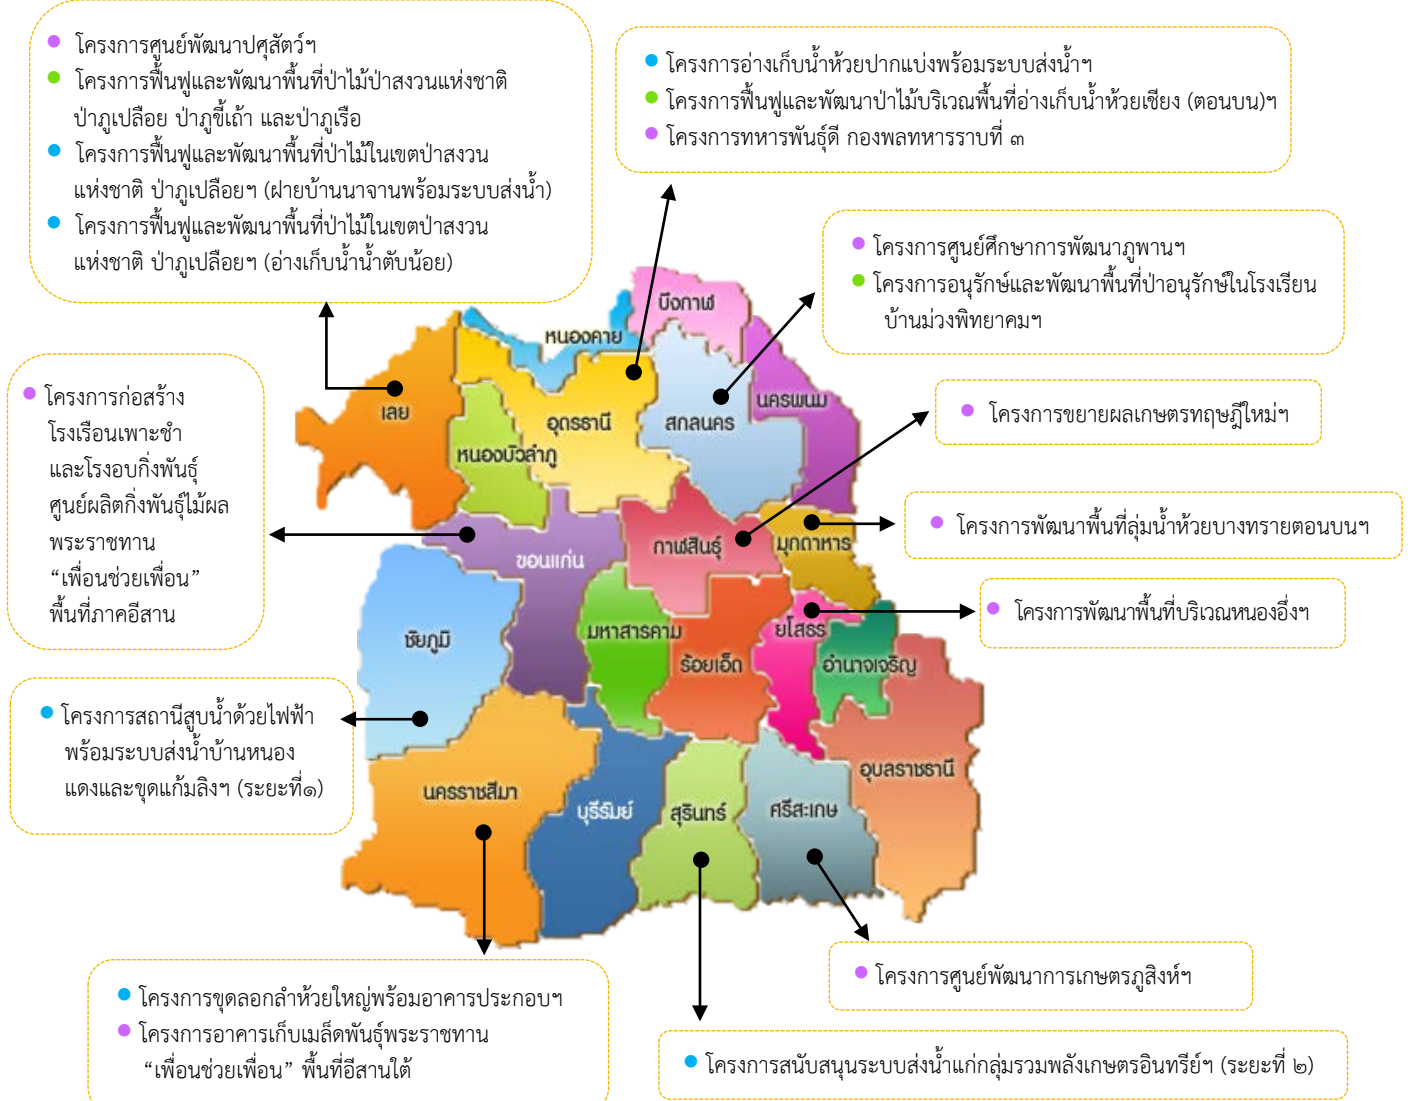 โครงการศูนย์พัฒนาปศุสัตว์ฯ
โครงการฟื้นฟูและพัฒนาพื้นที่ป่าไม้ป่าสงวนแห่งชาติ
ป่าภูเปลือย ป่าภูขี้เถ้า และป่าภูเรือ
โครงการฟื้นฟูและพัฒนาพื้นที่ป่าไม้ในเขตป่าสงวน
แห่งชาติ ป่าภูเปลือยฯ (ฝายบ้านนาจานพร้อมระบบส่งน้ำ)
โครงการฟื้นฟูและพัฒนาพื้นที่ป่าไม้ในเขตป่าสงวน
แห่งชาติ ป่าภูเปลือยฯ (อ่างเก็บน้ำน้ำตับน้อย)
โครงการอ่างเก็บน้ำห้วยปากแบ่งพร้อมระบบส่งน้ำฯ
โครงการฟื้นฟูและพัฒนาป่าไม้บริเวณพื้นที่อ่างเก็บน้ำห้วยเชียง (ตอนบน)ฯ
โครงการทหารพันธุ์ดี กองพลทหารราบที่ ๓
โครงการศูนย์ศึกษาการพัฒนาภูพานฯ
โครงการอนุรักษ์และพัฒนาพื้นที่ป่าอนุรักษ์ในโรงเรียน
บ้านม่วงพิทยาคมฯ
บึงกาฬ
หนองคาย
เลย
อุดรธานี
สกลนคร
นครพนม
หนองบัวลำภู
โครงการก่อสร้าง
โรงเรือนเพาะชำ
และโรงอบกิ่งพันธุ์
ศูนย์ผลิตกิ่งพันธุ์ไม้ผล
พระราชทาน
“เพื่อนช่วยเพื่อน”
พื้นที่ภาคอีสาน
โครงการขยายผลเกษตรทฤษฎีใหม่ฯ
โครงการพัฒนาพื้นที่ลุ่มน้ำห้วยบางทรายตอนบนฯ
ขอนแก่น
กาฬสินธุ์
มุกดาหาร
โครงการพัฒนาพื้นที่บริเวณหนองอึ่งฯ
ชัยภูมิ
มหาสารคาม
ร้อยเอ็ด
ยโสธร
อำนาจเจริญ
โครงการสถานีสูบน้ำด้วยไฟฟ้า
พร้อมระบบส่งน้ำบ้านหนอง
แดงและขุดแก้มลิงฯ (ระยะที่๑)
นครราชสีมา
บุรีรัมย์
สุรินทร์
ศรีสะเกษ
อุบลราชธานี
โครงการศูนย์พัฒนาการเกษตรภูสิงห์ฯ
โครงการขุดลอกลำห้วยใหญ่พร้อมอาคารประกอบฯ
โครงการอาคารเก็บเมล็ดพันธุ์พระราชทาน
“เพื่อนช่วยเพื่อน” พื้นที่อีสานใต้
โครงการสนับสนุนระบบส่งน้ำแก่กลุ่มรวมพลังเกษตรอินทรีย์ฯ (ระยะที่ ๒)